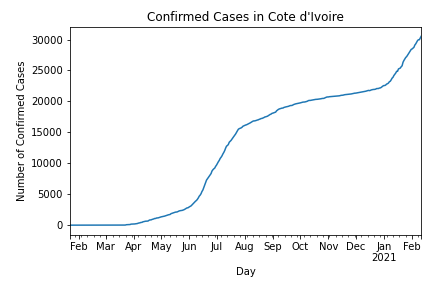 Confirmed Cases in Cote d'Ivoire
Number of Confirmed Cases
30000
25000
20000
15000
10000
5000
0
Feb Mar Apr May Jun Jul Aug Sep Oct Nov Dec Jan Feb
2021
Day